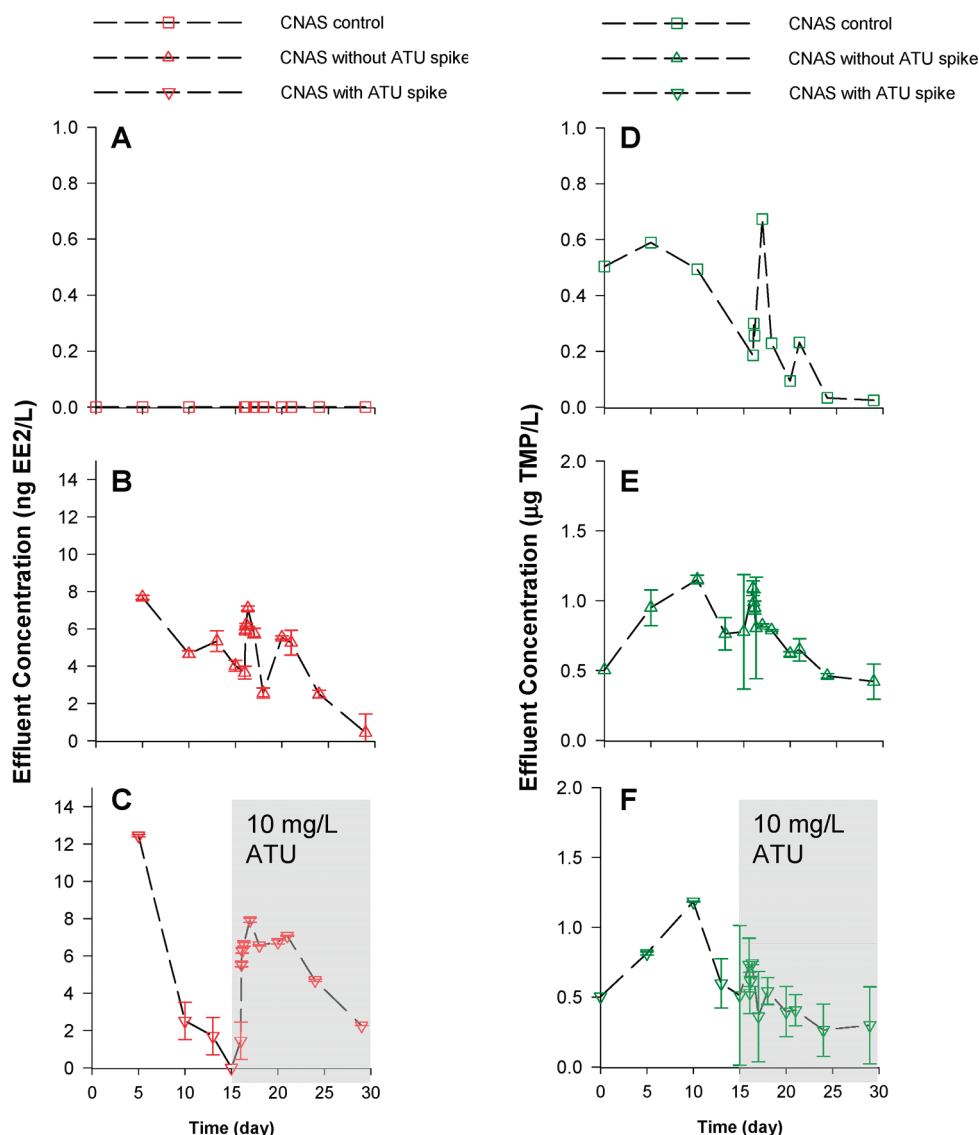 CNAS control
CNAS without ATU spike
CNAS with ATU spike
CNAS control
CNAS without ATU spike
CNAS with ATU spike
Effluent Concentration (ng EE2/L)
A
1.0
0.8
0.6
0.4
0.2
0.0
B
14
12
10
8
6
4
2
0
C
10 mg/L
ATU
14
12
10
8
6
4
2
0
0 5 10 15 20 25 30
Time (day)
Effluent Concentration (µg TMP/L)
D
1.0
0.8
0.6
0.4
0.2
0.0
E
2.0
1.5
1.0
0.5
0.0
F
10 mg/L
ATU
2.0
1.5
1.0
0.5
0.0
0 5 10 15 20 25 30
Time (day)